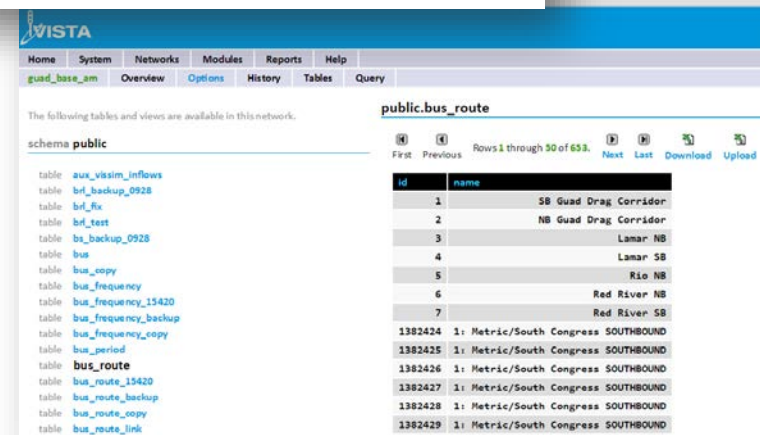 VISTA
Home System Networks Modules Reports Help
guad_base_am Overview Options History Tables Query
The following tables and views are available in this network.
schema public
table aux_vissim_inflows
table brl_backup_0928
table brl_fix
table brl_test
table bs_backup_0928
table bus
table bus_copy
table bus_frequency
table bus_frequency_15420
table bus_frequency_backup
table bus_frequency_copy
table bus_period
table bus_route
table bus_route_15420
table bus_route_backup
table bus_route_copy
table bus_route_link
public.bus_route
First Previous Rows 1 through 50 of 653. Next Last Download Upload
id name
1 SB Guad Drag Corridor
2 NB Guad Drag Corridor
3 Lamar NB
4 Lamar SB
5 Rio NB
6 Red River NB
7 Red River SB
1382424 1: Metric/South Congress SOUTHBOUND
1382425 1: Metric/South Congress SOUTHBOUND
1382426 1: Metric/South Congress SOUTHBOUND
1382427 1: Metric/South Congress SOUTHBOUND
1382428 1: Metric/South Congress SOUTHBOUND
1382429 1: Metric/South Congress SOUTHBOUND